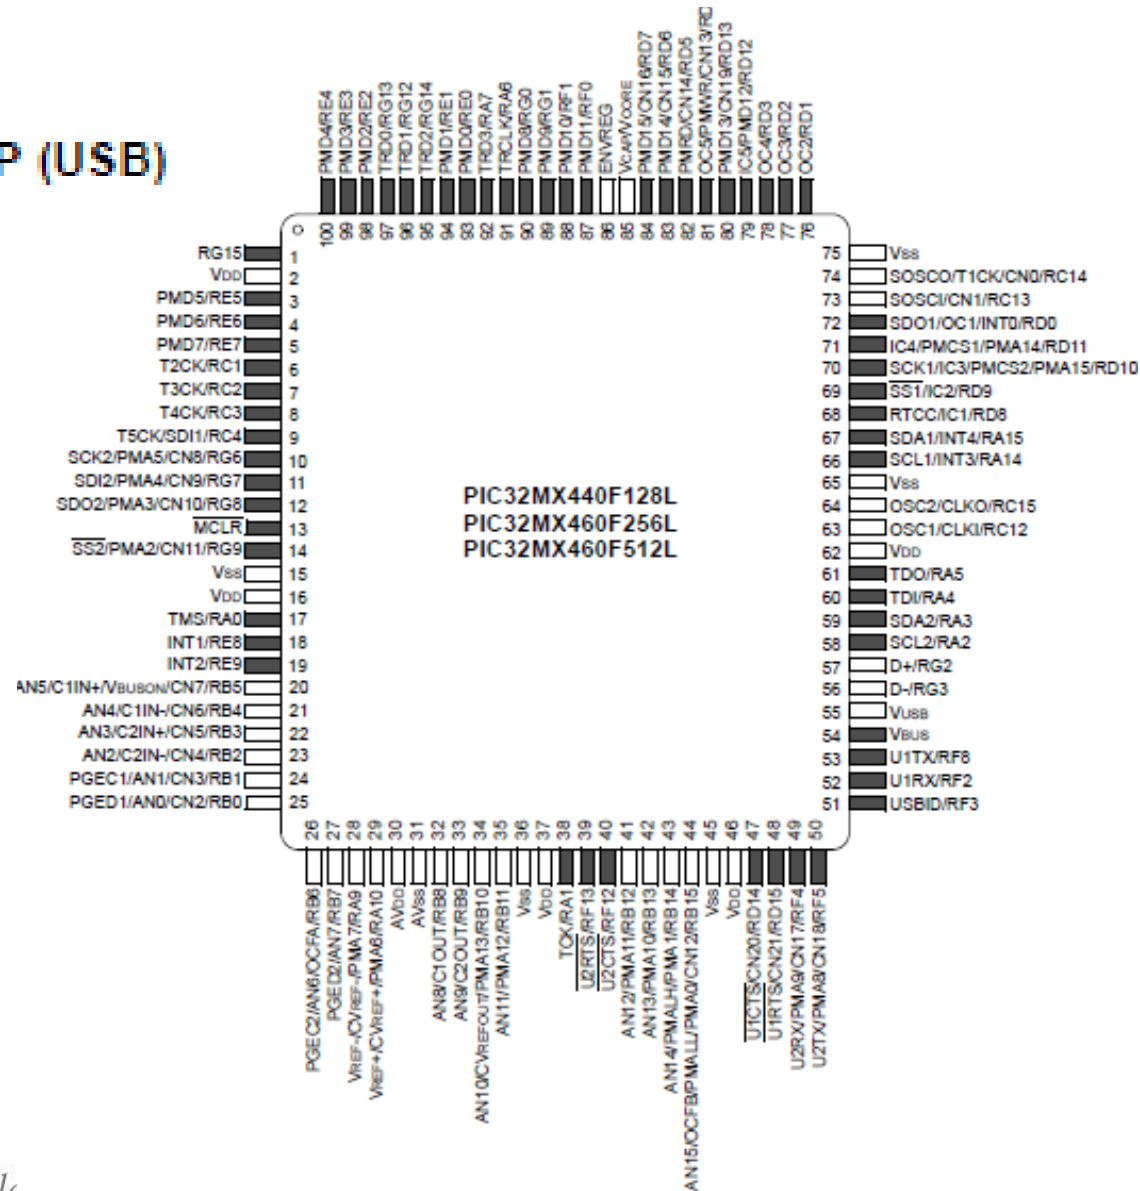 P (USB)
PMD4/RE4
PMD3/RE3
PMD2/RE2
TRD0/RG13
TRD1/RG12
TRD2/RG14
PMD1/RE1
PMD0/RE0
TRD3/RA7
TRCLK/RA6
PMD8/RG0
PMD9/RG1
PMD10/RF1
PMD11/RF0
ENVREG
VCAP/VCORE
PMD15/CN16/RD7
PMD14/CN15/RD6
PMRD/CN14/RD5
OC5/PMWR/CN13/RD
PMD13/CN19/RD13
IC5/PMD12/RD12
OC4/RD3
OC3/RD2
OC2/RD1
100 99 98 97 96 95 94 93 92 91 90 89 88 87 86 85 84 83 82 81 80 79 78 77 76
RG15 1
VDD 2
PMD5/RE5 3
PMD6/RE6 4
PMD7/RE7 5
T2CK/RC1 6
T3CK/RC2 7
T4CK/RC3 8
T5CK/SDI1/RC4 9
SCK2/PMA5/CN8/RG6 10
SDI2/PMA4/CN9/RG7 11
SDO2/PMA3/CN10/RG8 12
MCLR 13
SS2/PMA2/CN11/RG9 14
VSS 15
VDD 16
TMS/RA0 17
INT1/RE8 18
INT2/RE9 19
AN5/C1IN+/VBUSON/CN7/RB5 20
AN4/C1IN-/CN6/RB4 21
AN3/C2IN+/CN5/RB3 22
AN2/C2IN-/CN4/RB2 23
PGEC1/AN1/CN3/RB1 24
PGED1/AN0/CN2/RB0 25
PIC32MX440F128L
PIC32MX460F256L
PIC32MX460F512L
75 VSS
74 SOSCO/T1CK/CN0/RC14
73 SOSCI/CN1/RC13
72 SDO1/OC1/INT0/RD0
71 IC4/PMCS1/PMA14/RD11
70 SCK1/IC3/PMCS2/PMA15/RD10
69 SS1/IC2/RD9
68 RTCC/IC1/RD8
67 SDA1/INT4/RA15
66 SCL1/INT3/RA14
65 VSS
64 OSC2/CLKO/RC15
63 OSC1/CLKI/RC12
62 VDD
61 TDO/RA5
60 TDI/RA4
59 SDA2/RA3
58 SCL2/RA2
57 D+/RG2
56 D-/RG3
55 VUSB
54 VBUS
53 U1TX/RF8
52 U1RX/RF2
51 USBID/RF3
26 27 28 29 30 31 32 33 34 35 36 37 38 39 40 41 42 43 44 45 46 47 48 49 50
PGEC2/AN6/OCFA/RB6
PGED2/AN7/RB7
VREF-/CVREF-/PMA7/RA9
VREF+/CVREF+/PMA6/RA10
AVDD
AVSS
AN8/C1OUT/RB8
AN9/C2OUT/RB9
AN10/CVREFOUT/PMA13/RB10
AN11/PMA12/RB11
VSS
VDD
TCK/RA1
U2RTS/RF13
U2CTS/RF12
AN12/PMA11/RB12
AN13/PMA10/RB13
AN14/PMALH/PMA1/RB14
AN15/OCFB/PMALL/PMA0/CN12/RB15
VSS
VDD
U1CTS/CN20/RD14
U1RTS/CN21/RD15
U2RX/PMA9/CN17/RF4
U2TX/PMA8/CN18/RF5